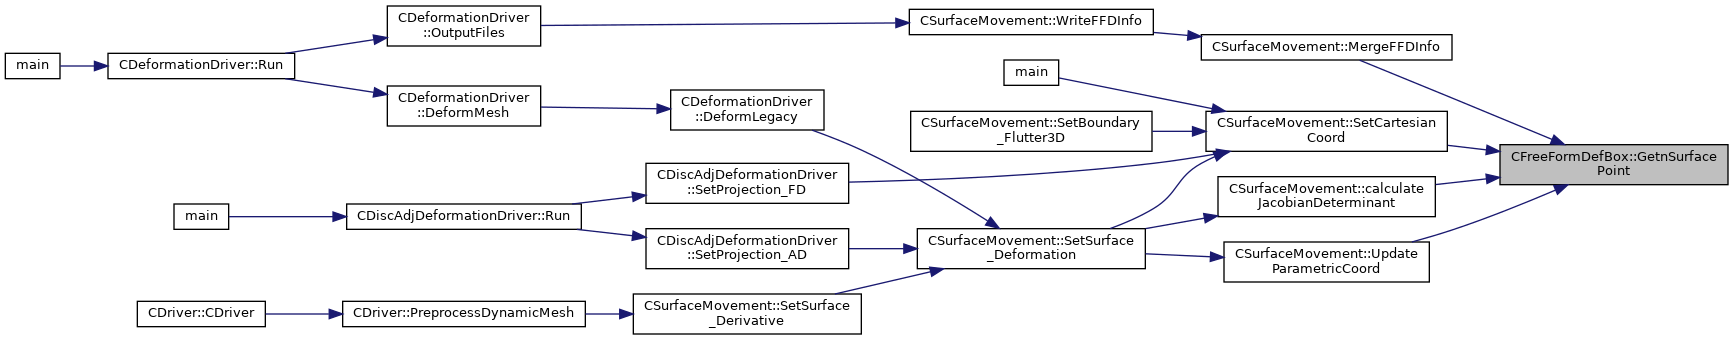 CDeformationDriver
::OutputFiles
CSurfaceMovement::WriteFFDInfo
CSurfaceMovement::MergeFFDInfo
main
CDeformationDriver::Run
main
CDeformationDriver
::DeformMesh
CDeformationDriver
::DeformLegacy
CSurfaceMovement::SetBoundary
_Flutter3D
CSurfaceMovement::SetCartesian
Coord
CFreeFormDefBox::GetnSurface
Point
CDiscAdjDeformationDriver
::SetProjection_FD
CSurfaceMovement::calculate
JacobianDeterminant
main
CDiscAdjDeformationDriver::Run
CDiscAdjDeformationDriver
::SetProjection_AD
CSurfaceMovement::SetSurface
_Deformation
CSurfaceMovement::Update
ParametricCoord
CDriver::CDriver
CDriver::PreprocessDynamicMesh
CSurfaceMovement::SetSurface
_Derivative